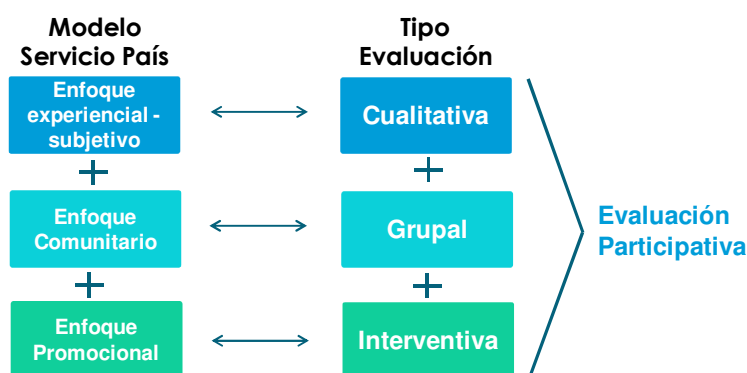 Modelo
Servicio País
Tipo
Evaluación
Enfoque
experiencial -
subjetivo
Cualitativa
+
+
Enfoque
Comunitario
Grupal
Evaluación
Participativa
+
+
Enfoque
Promocional
Interventiva